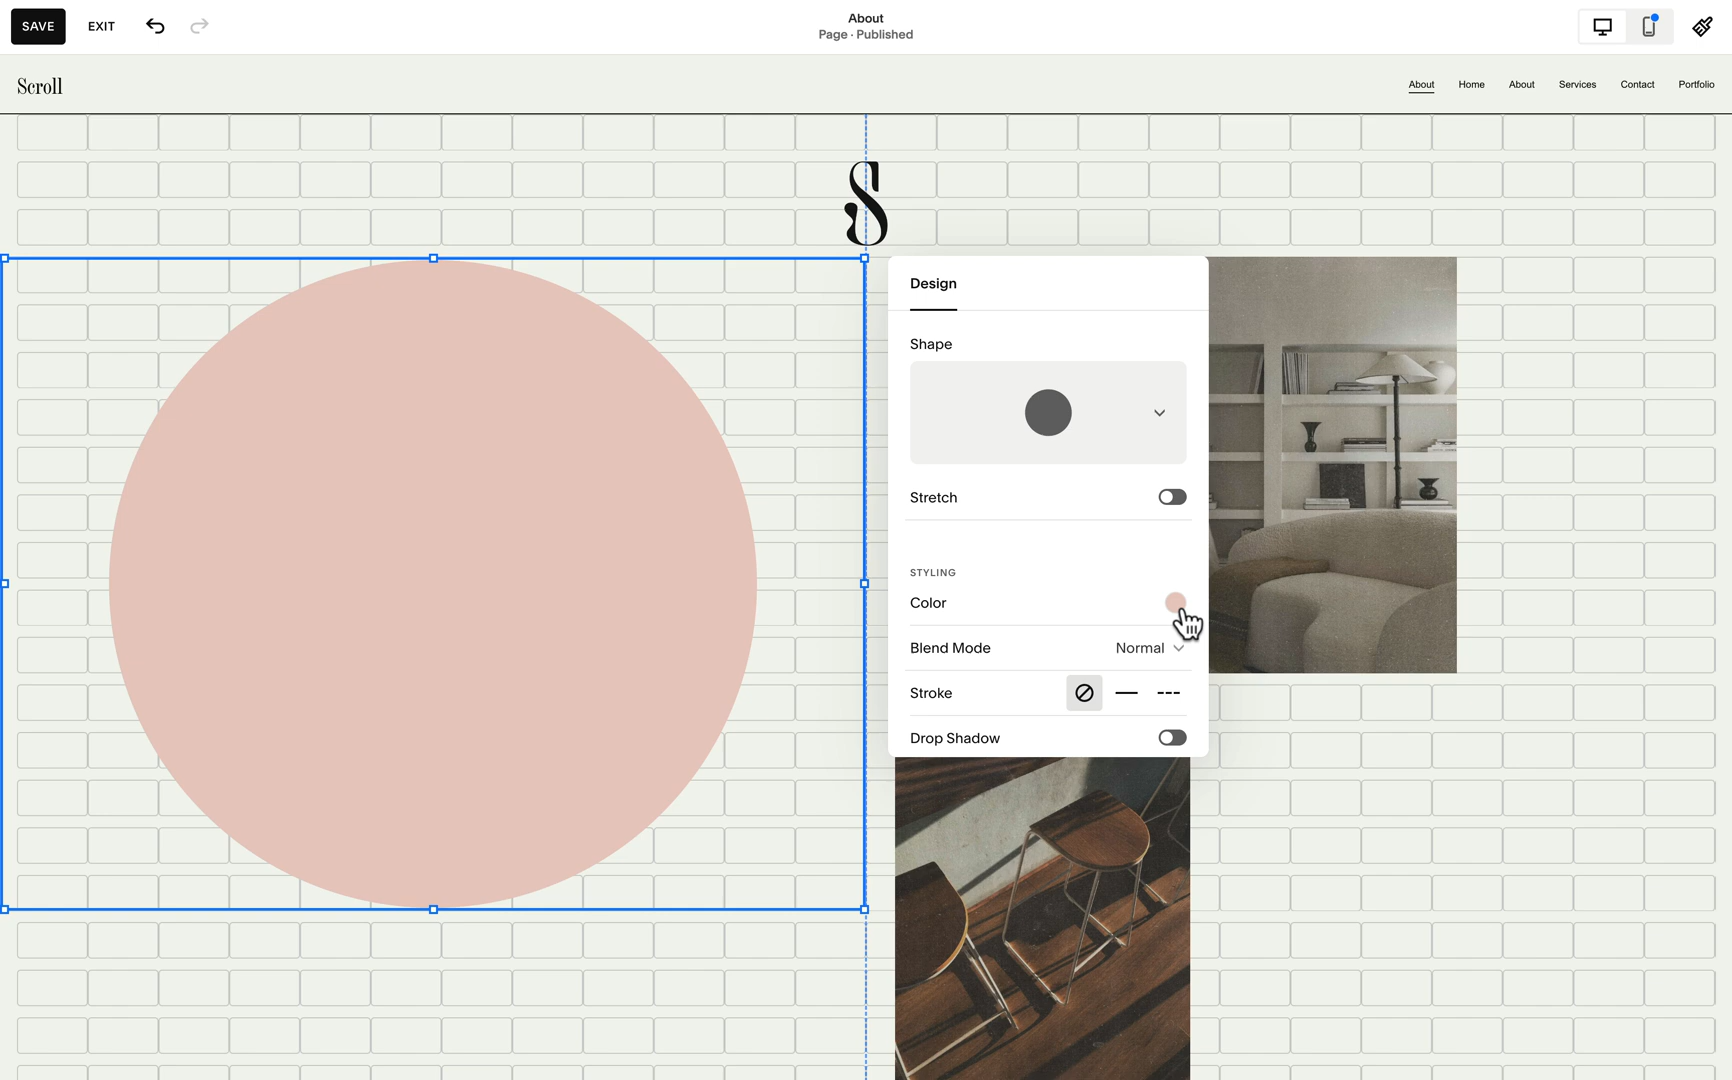 SAVE
EXIT
About
Page · Published
Scroll
About
Home
About
Services
Contact
Portfolio
S
Design
Shape
Stretch
STYLING
Color
Blend Mode
Normal
Stroke
Drop Shadow